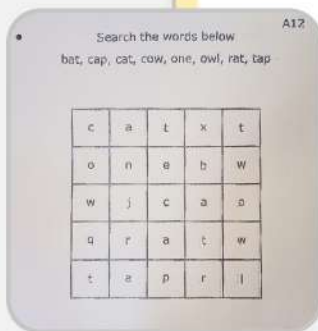 A12
Search the words below
bat, cap, cat, cow, one, owl, rat, tap
c a t x t
o n e b w
w j c a o
q r a t w
t a p r l